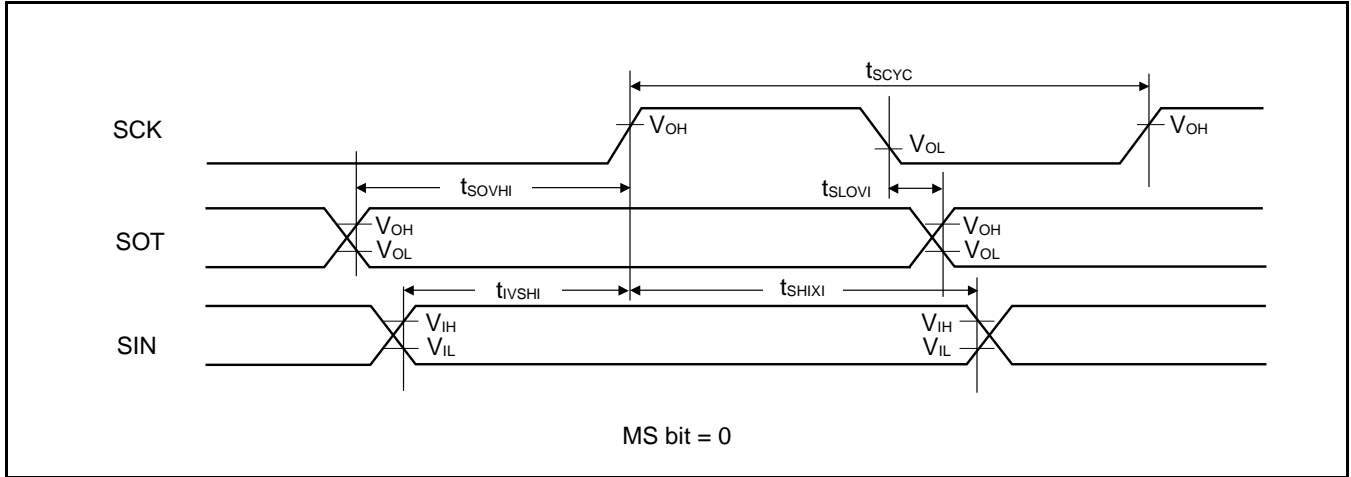 tSCYC
SCK
VOH
VOL
VOH
tSOVHI
tSLOVI
SOT
VOH
VOL
VOH
VOL
tIVSHI
tSHIXI
SIN
VIH
VIL
VIH
VIL
MS bit = 0